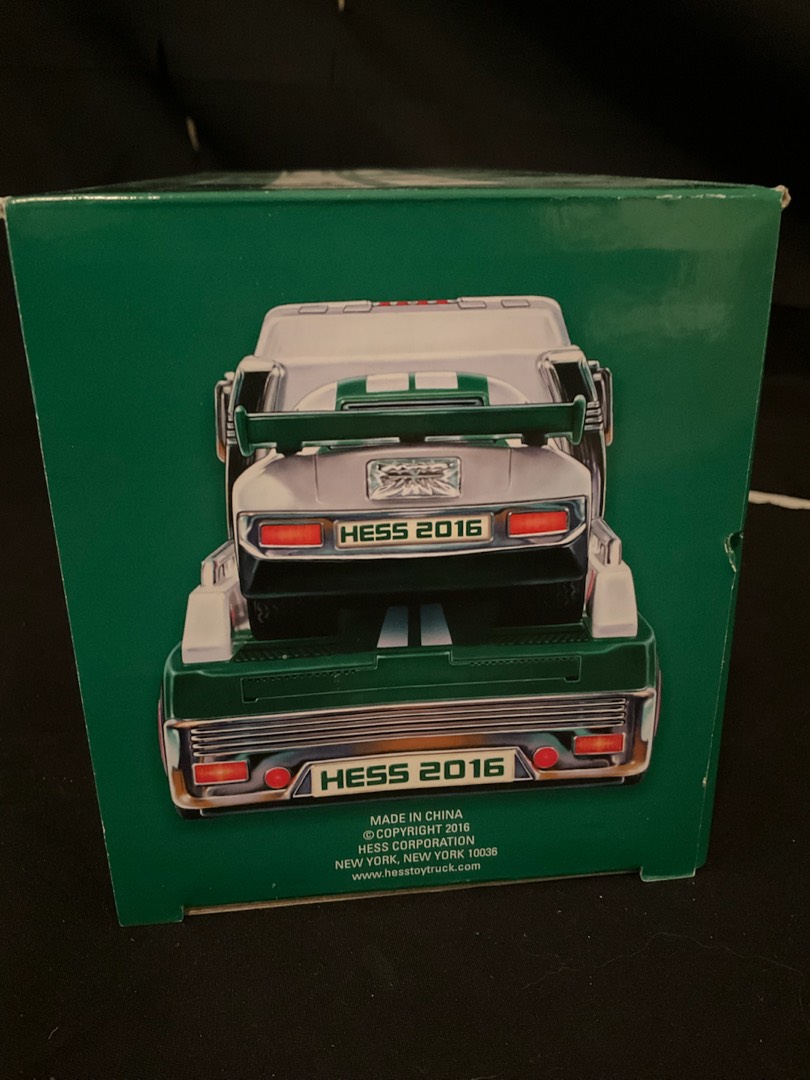 HESS 2016
HESS 2016
MADE IN CHINA
© COPYRIGHT 2016
HESS CORPORATION
NEW YORK, NEW YORK 10036
www.hesstoytruck.com